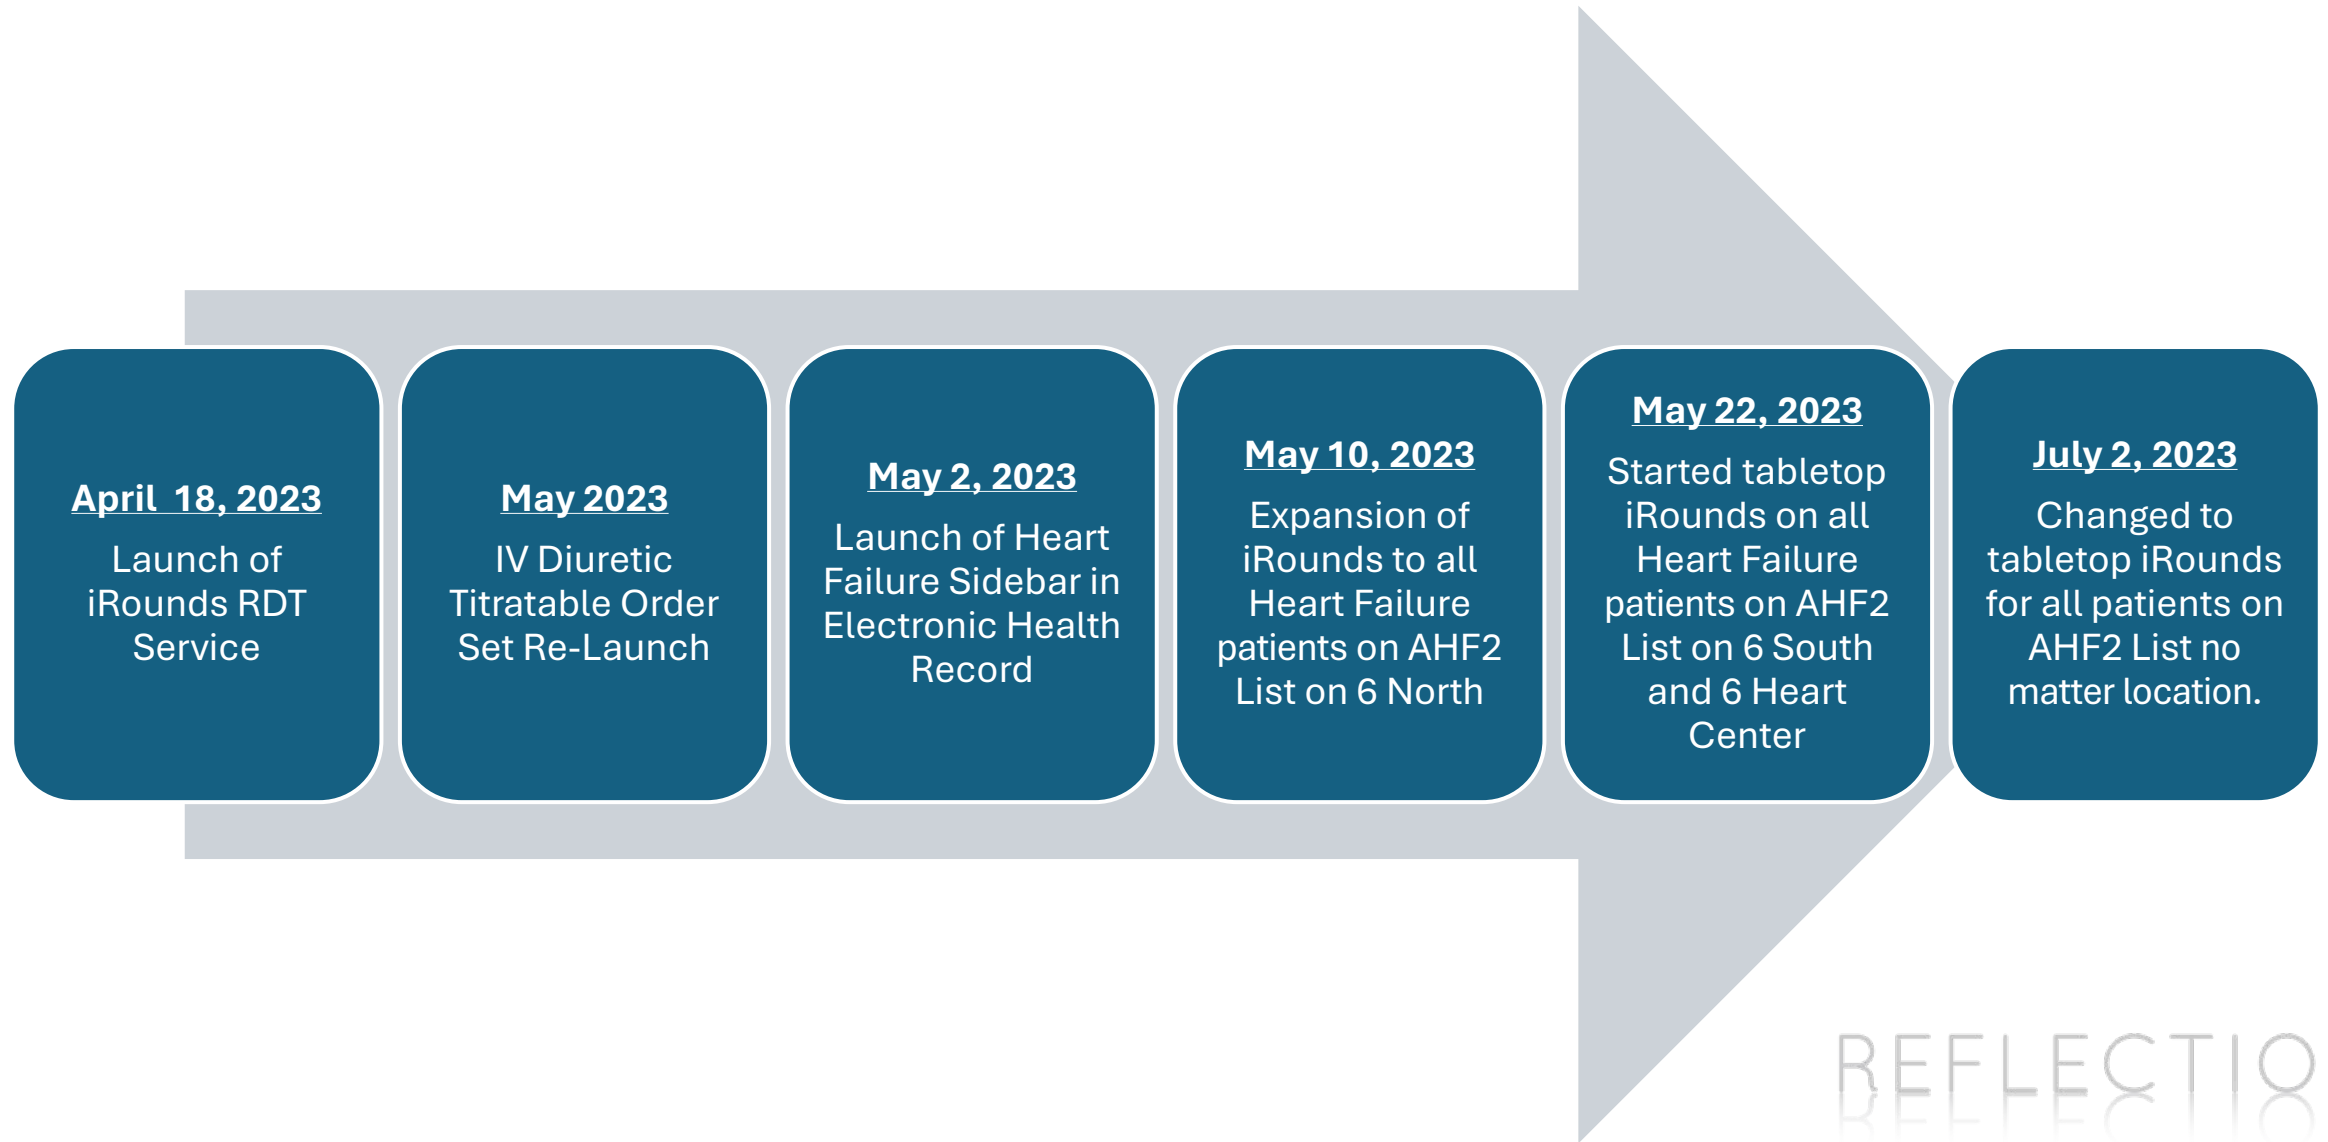 April  18, 2023
Launch of
iRounds RDT
Service
May 2023
IV Diuretic
Titratable Order
Set Re-Launch
May 2, 2023
Launch of Heart
Failure Sidebar in
Electronic Health
Record
May 10, 2023
Expansion of
iRounds to all
Heart Failure
patients on AHF2
List on 6 North
May 22, 2023
Started tabletop
iRounds on all
Heart Failure
patients on AHF2
List on 6 South
and 6 Heart
Center
July 2, 2023
Changed to
tabletop iRounds
for all patients on
AHF2 List no
matter location.
REFLECTIO